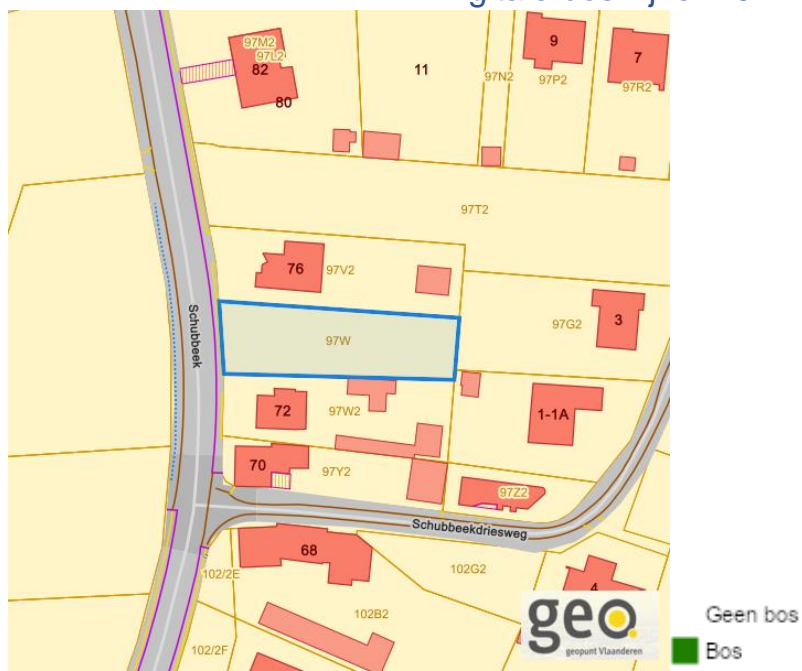 97M2
97L2
82
80
11
97N2
9
97P2
7
97R2
97T2
76
97V2
Schubbeek
97W
97G2
3
72
97W2
1-1A
70
97Y2
97Z2
Schubbeekdriesweg
68
102/2E
102G2
4
102B2
102/2F
geo.
geopunt Vlaanderen
Geen bos
Bos